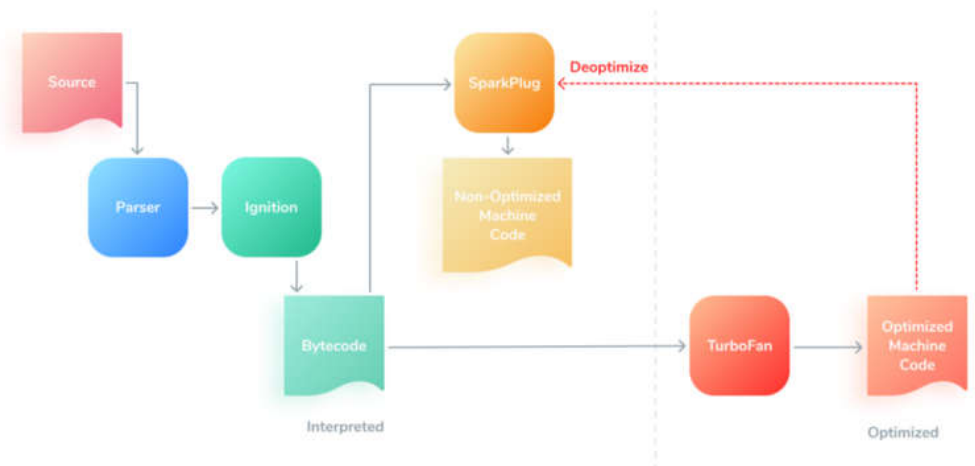 Source
SparkPlug
Deoptimize
Parser
Ignition
Non-Optimized
Machine
Code
Bytecode
TurboFan
Optimized
Machine
Code
Interpreted
Optimized